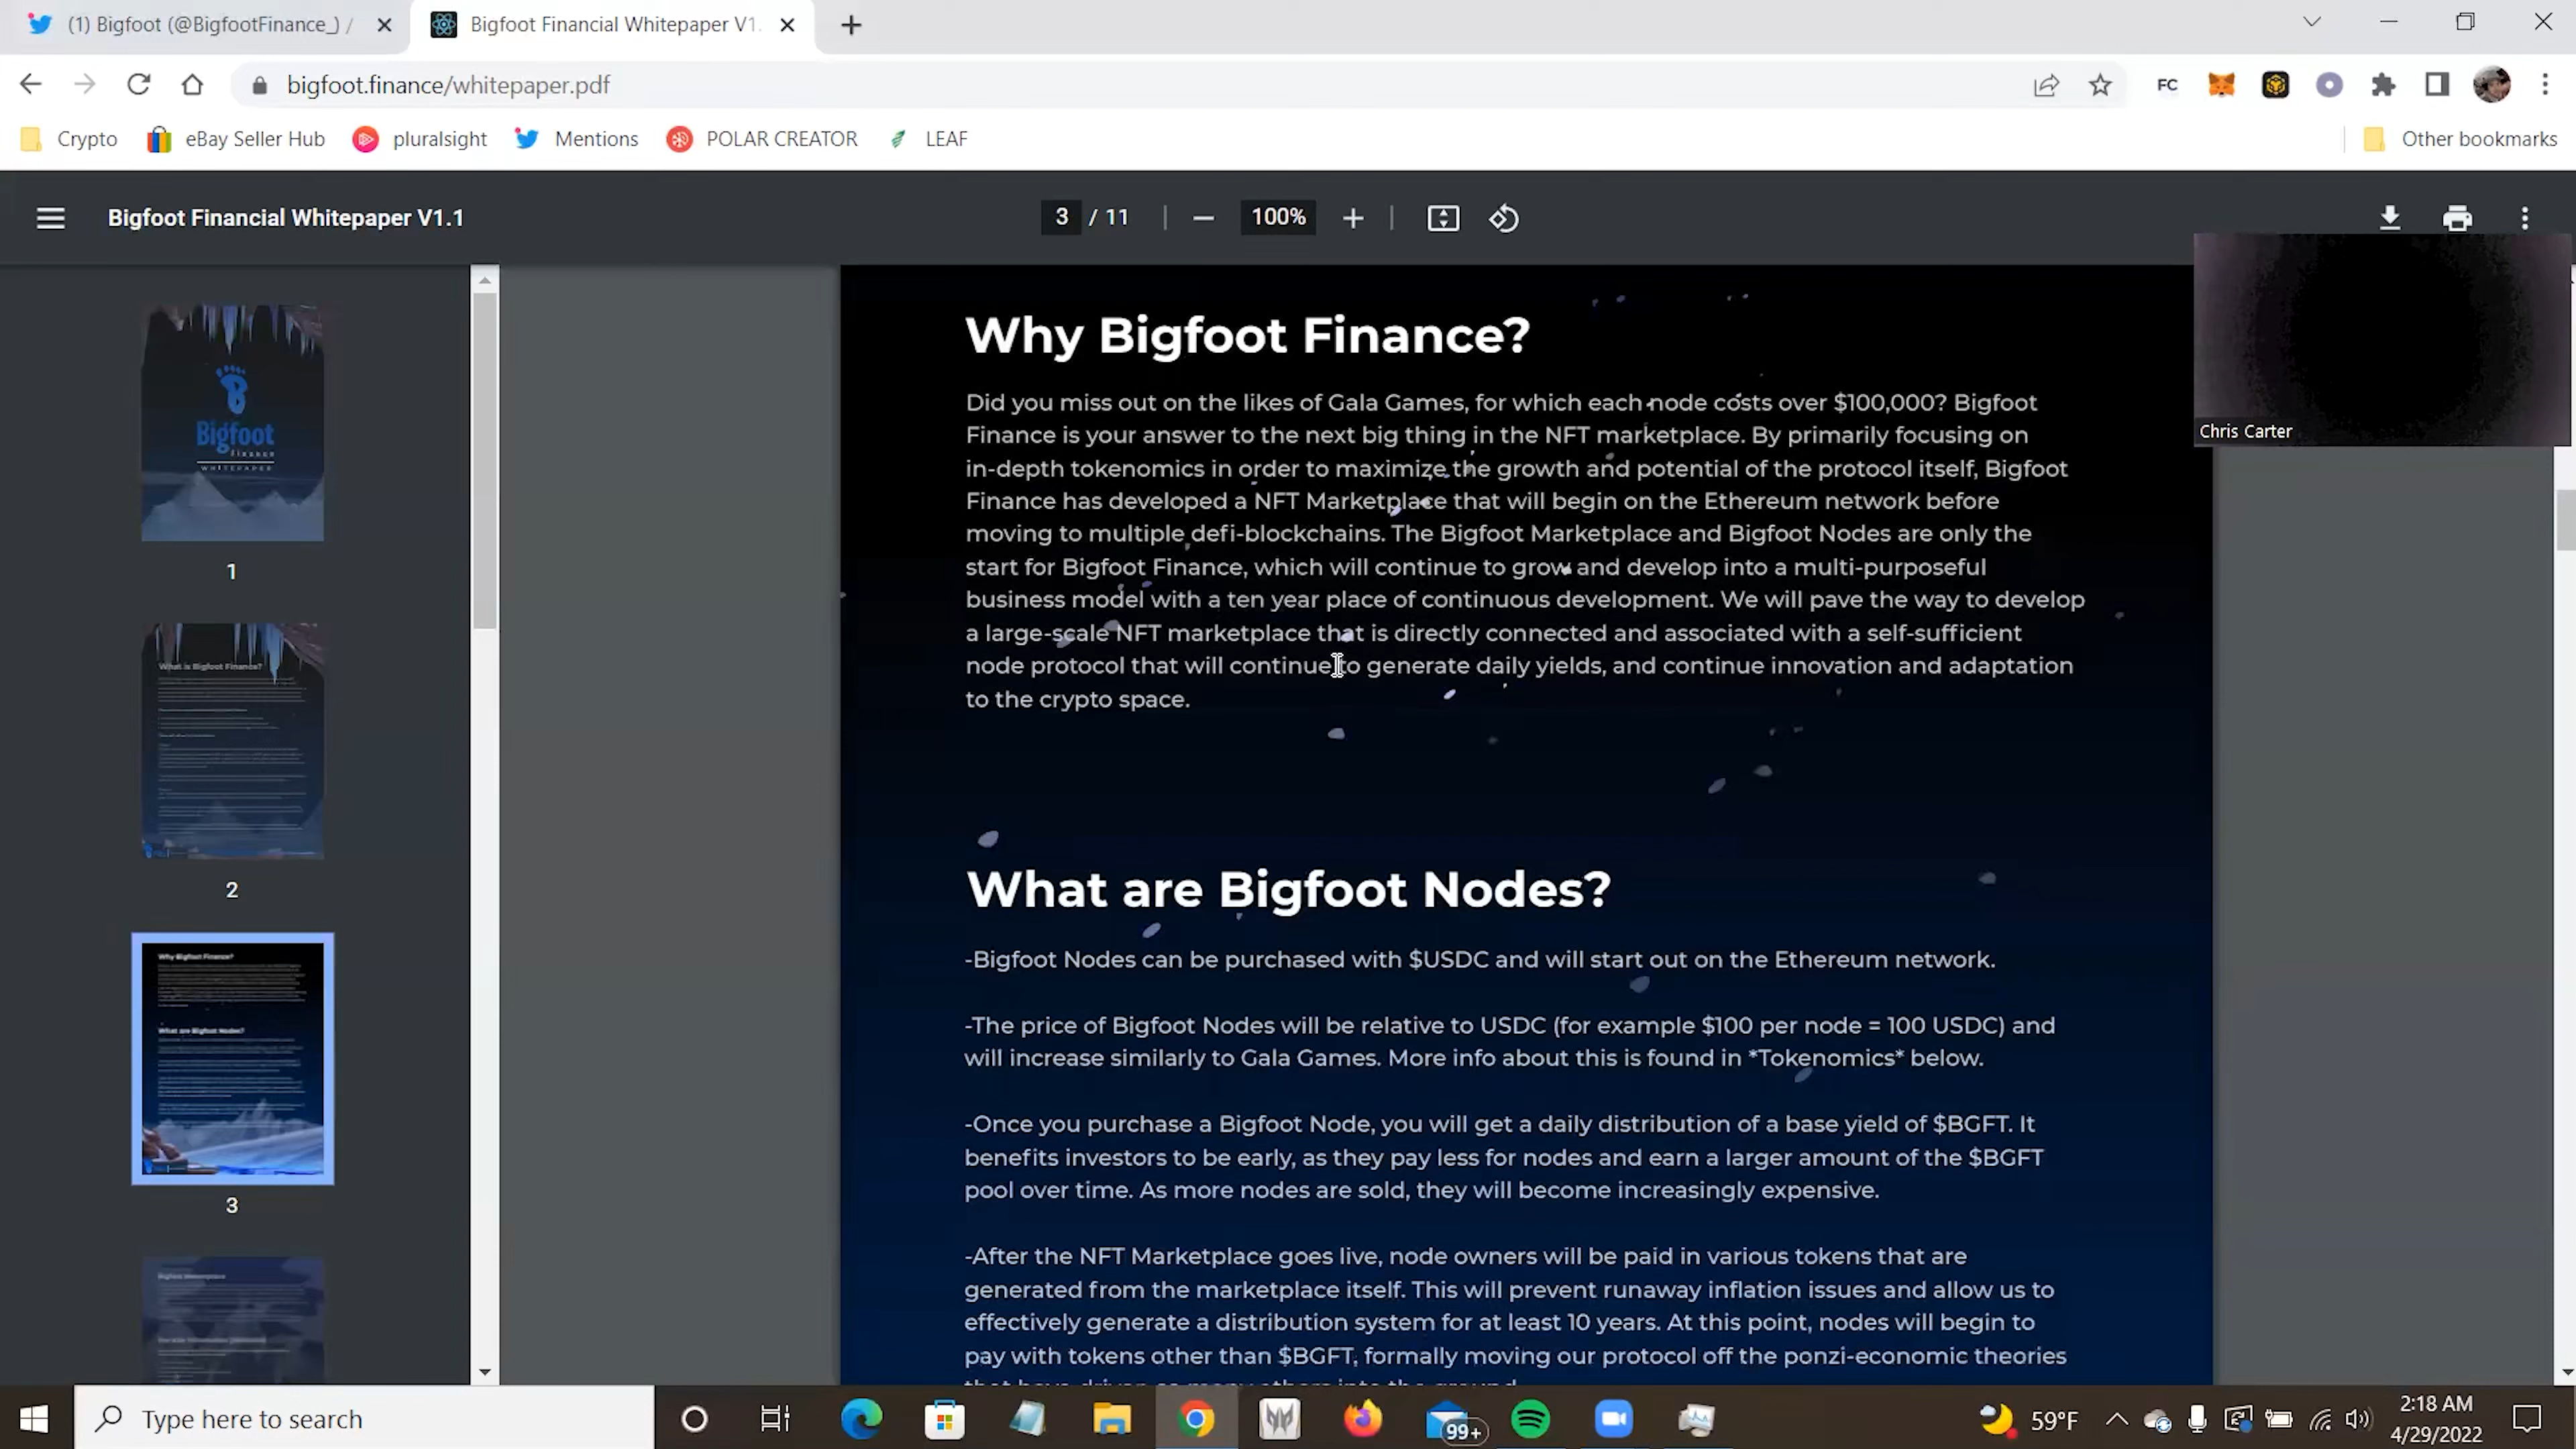 (1) Bigfoot (@BigfootFinance_) /
Bigfoot Financial Whitepaper V1.
bigfoot.finance/whitepaper.pdf
FC
Crypto
eBay Seller Hub
pluralsight
Mentions
POLAR CREATOR
LEAF
Other bookmarks
Bigfoot Financial Whitepaper V1.1
3 / 11
100%
Chris Carter
Bigfoot
finance
WHITEPAPER
1
What is Bigfoot Finance?
2
Why Bigfoot Finance?
What are Bigfoot Nodes?
3
Bigfoot Marketplace
Why Bigfoot Finance?
Did you miss out on the likes of Gala Games, for which each node costs over $100,000? Bigfoot
Finance is your answer to the next big thing in the NFT marketplace. By primarily focusing on
in-depth tokenomics in order to maximize the growth and potential of the protocol itself, Bigfoot
Finance has developed a NFT Marketplace that will begin on the Ethereum network before
moving to multiple defi-blockchains. The Bigfoot Marketplace and Bigfoot Nodes are only the
start for Bigfoot Finance, which will continue to grow and develop into a multi-purposeful
business model with a ten year place of continuous development. We will pave the way to develop
a large-scale NFT marketplace that is directly connected and associated with a self-sufficient
node protocol that will continue to generate daily yields, and continue innovation and adaptation
to the crypto space.
What are Bigfoot Nodes?
-Bigfoot Nodes can be purchased with $USDC and will start out on the Ethereum network.
-The price of Bigfoot Nodes will be relative to USDC (for example $100 per node = 100 USDC) and
will increase similarly to Gala Games. More info about this is found in *Tokenomics* below.
-Once you purchase a Bigfoot Node, you will get a daily distribution of a base yield of $BGFT. It
benefits investors to be early, as they pay less for nodes and earn a larger amount of the $BGFT
pool over time. As more nodes are sold, they will become increasingly expensive.
-After the NFT Marketplace goes live, node owners will be paid in various tokens that are
generated from the marketplace itself. This will prevent runaway inflation issues and allow us to
effectively generate a distribution system for at least 10 years. At this point, nodes will begin to
pay with tokens other than $BGFT, formally moving our protocol off the ponzi-economic theories
Type here to search
99+
59°F
2:18 AM
4/29/2022